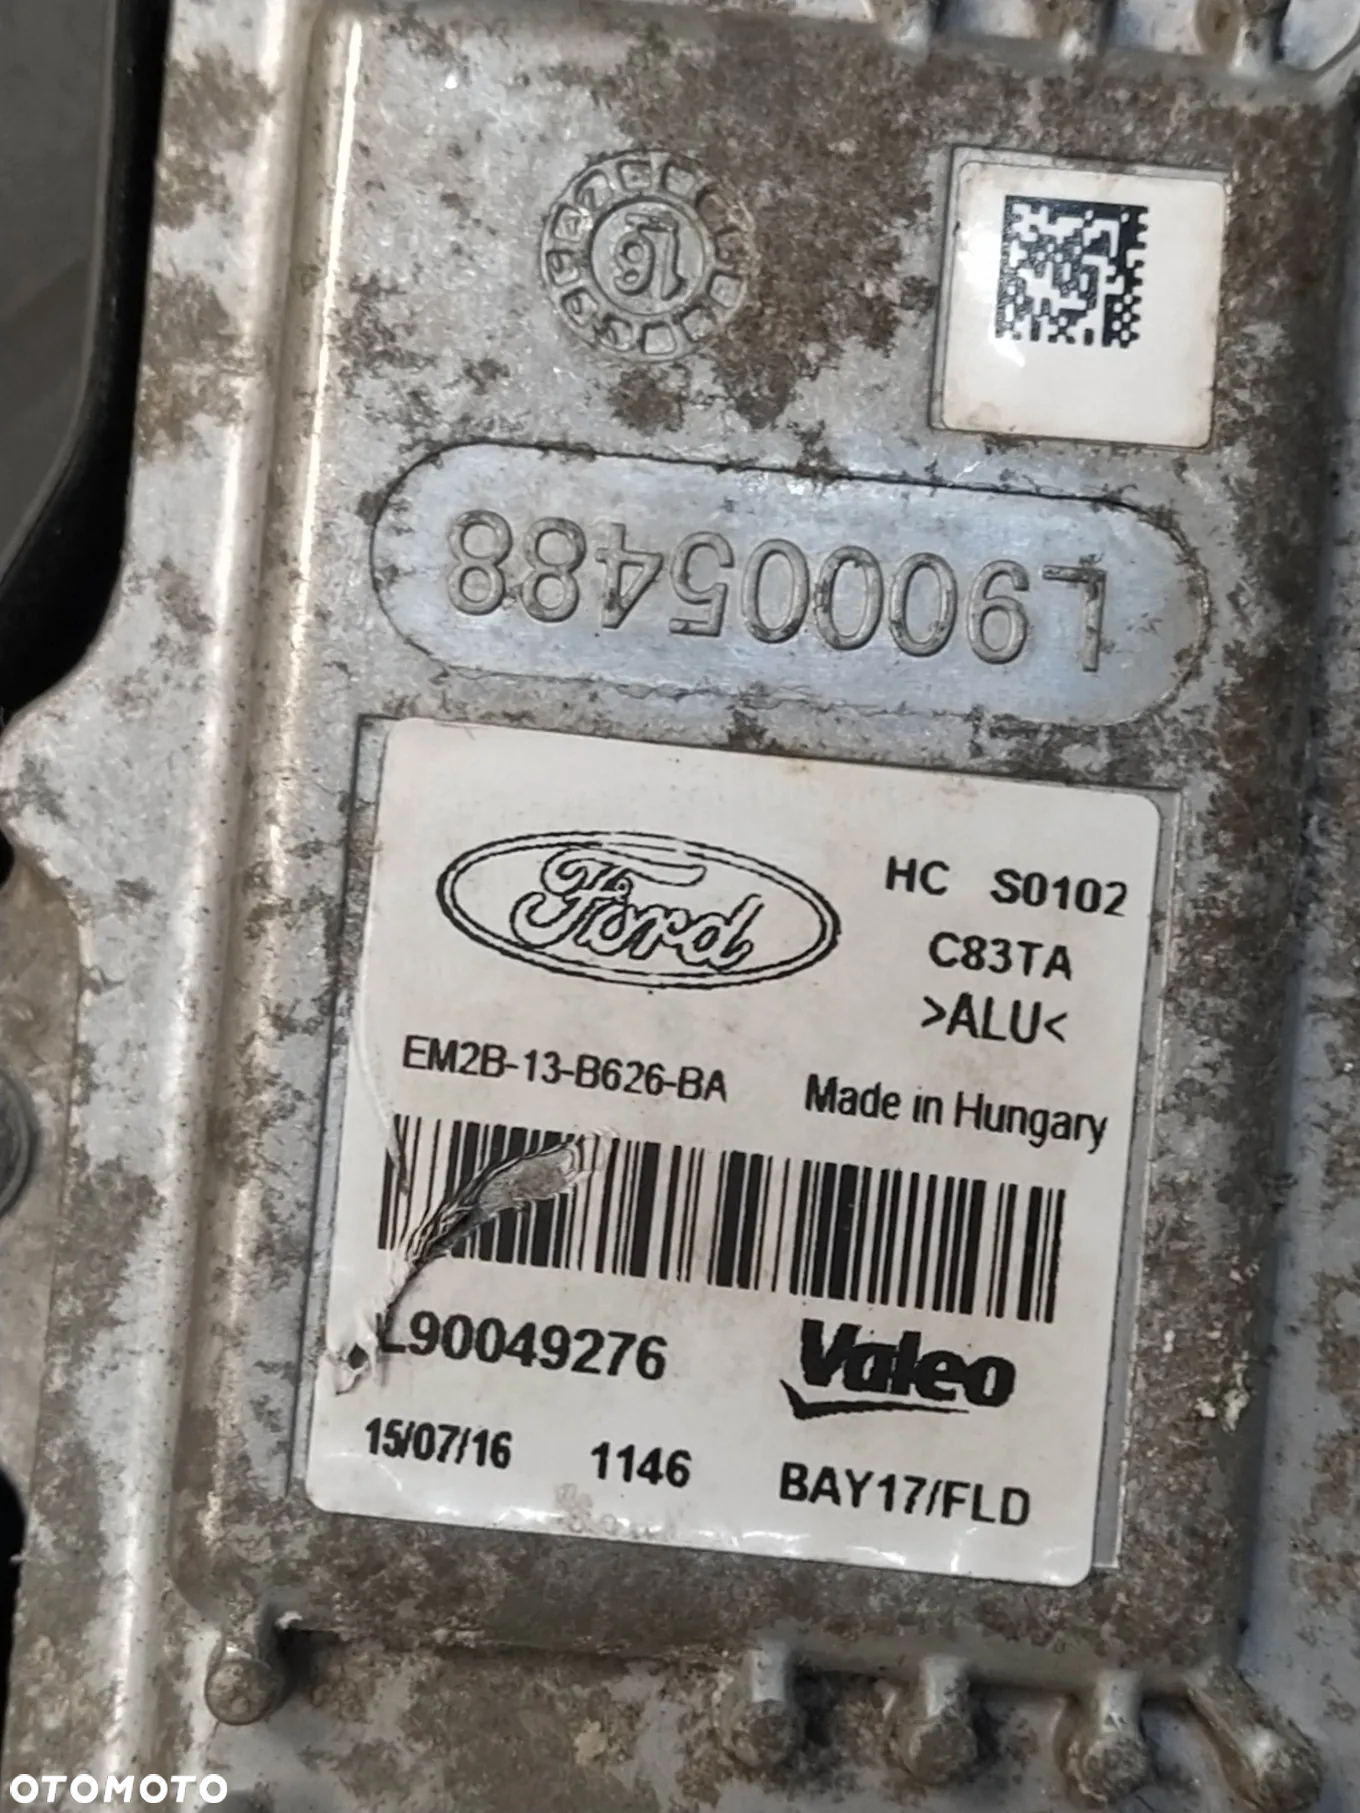 16
L90005488
Ford
HC S0102
C83TA
>ALU<
EM2B-13-B626-BA Made in Hungary
L90049276 Valeo
15/07/16 1146 BAY17/FLD
OTOMOTO